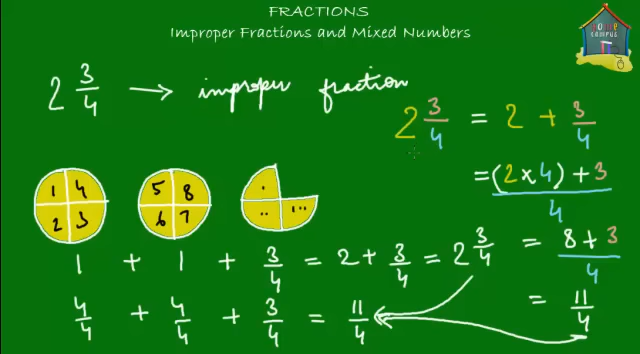 FRACTIONS
Improper Fractions and Mixed Numbers
home campus
2 3/4 → improper fraction
2 3/4 = 2 + 3/4
= (2 × 4) + 3 / 4
1 4 5 8 . 
2 3 6 7 .. ...
1 + 1 + 3/4 = 2 + 3/4 = 2 3/4
= 8 + 3 / 4
4/4 + 4/4 + 3/4 = 11/4
= 11/4